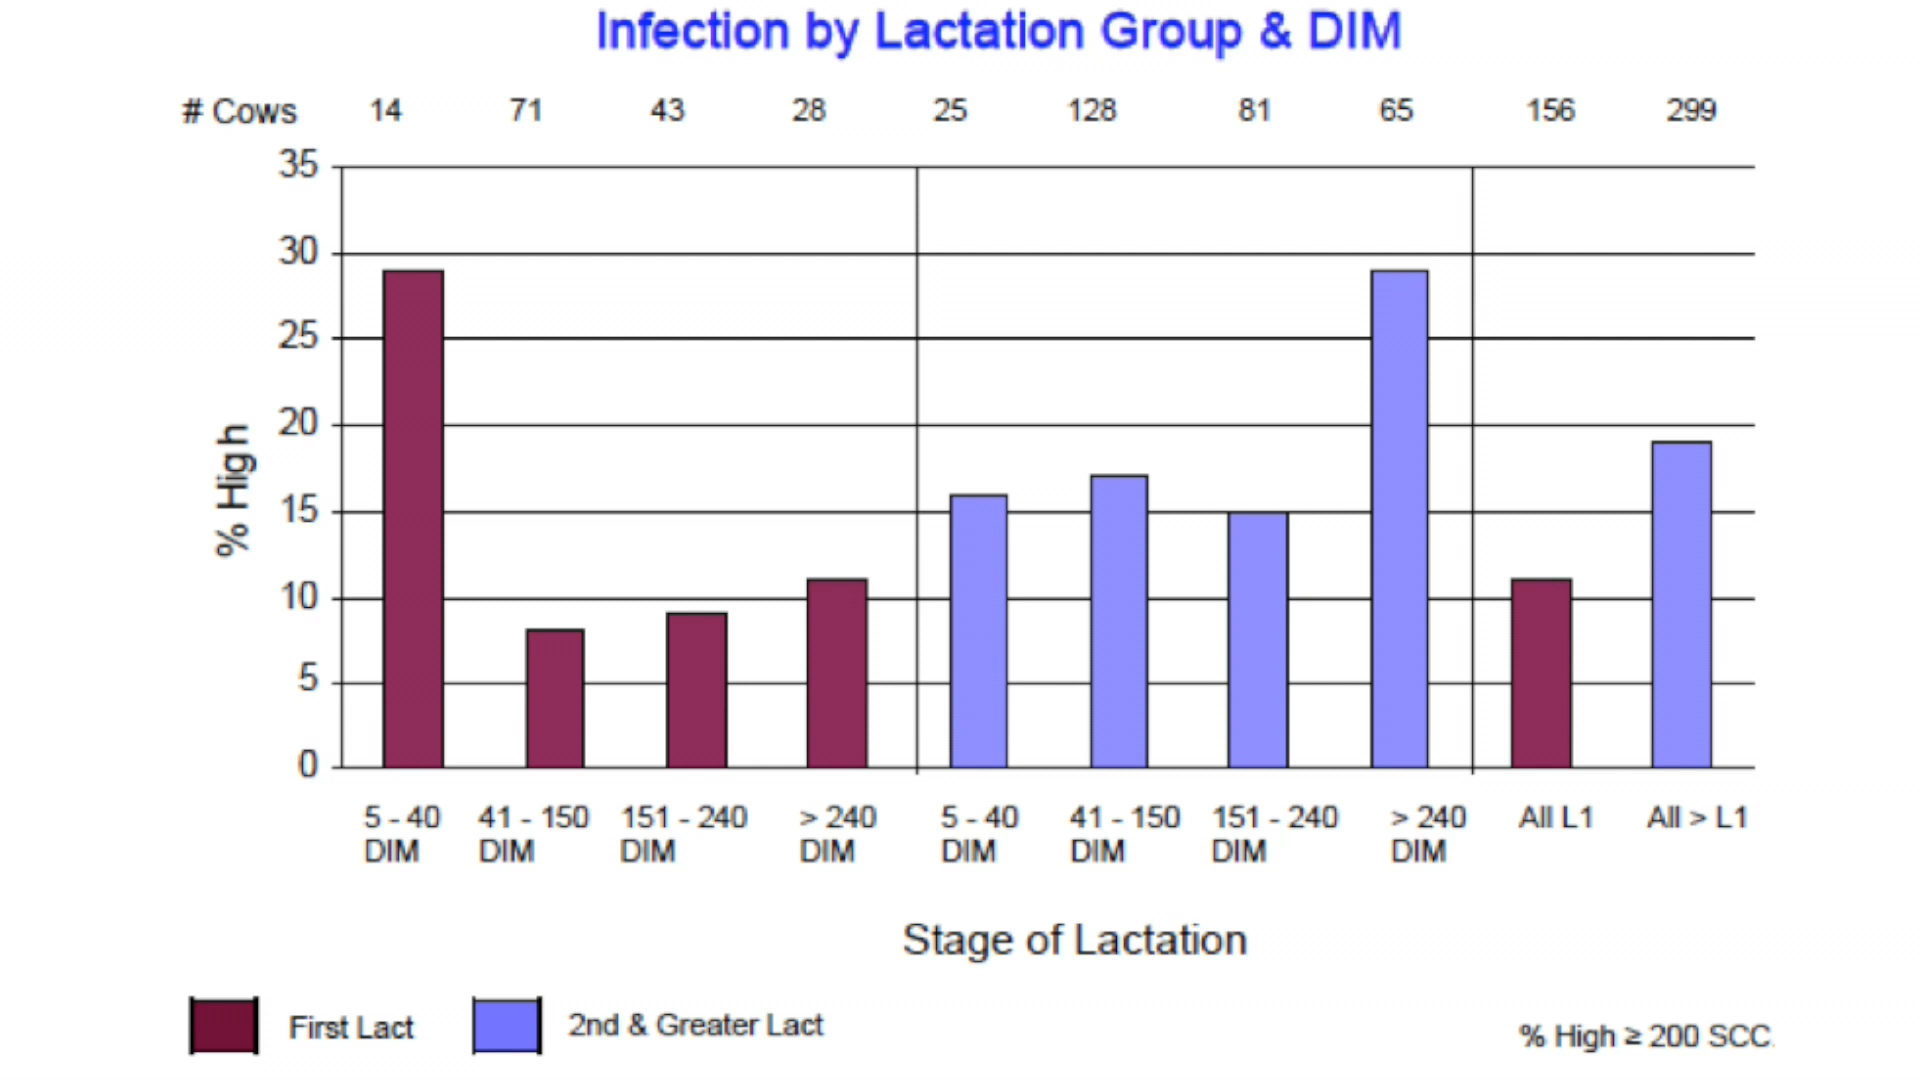 Infection by Lactation Group & DIM
# Cows 14 71 43 28 25 128 81 65 156 299
35
30
25
20
15
10
5
0
% High
5 - 40 DIM 41 - 150 DIM 151 - 240 DIM > 240 DIM 5 - 40 DIM 41 - 150 DIM 151 - 240 DIM > 240 DIM All L1 All > L1
Stage of Lactation
First Lact 2nd & Greater Lact
% High ≥ 200 SCC.